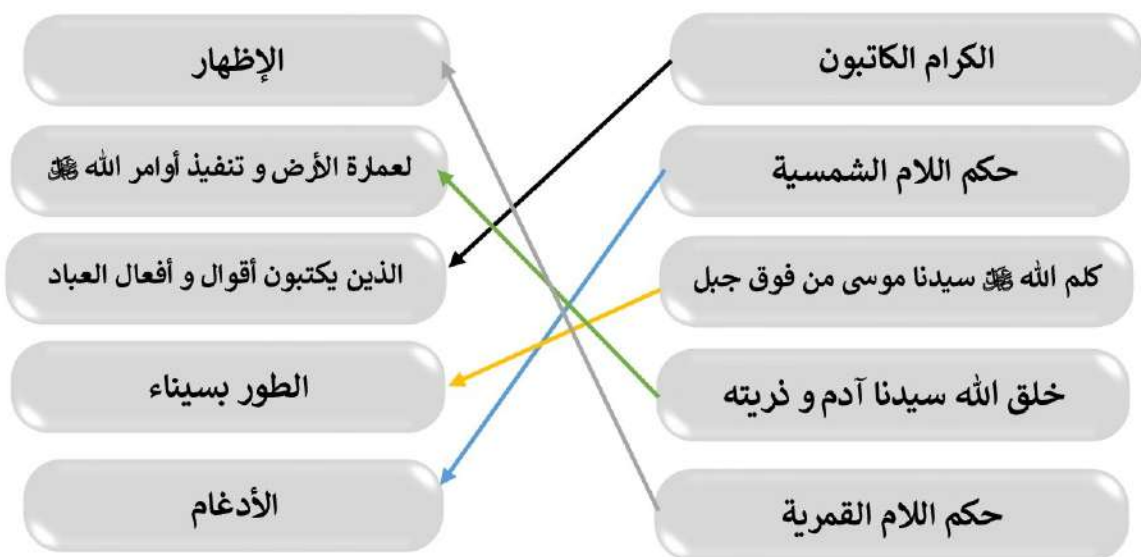 الكرام الكاتبون
الإظهار
حكم اللام الشمسية
لعمارة الأرض و تنفيذ أوامر الله ﷻ
كلم الله ﷻ سيدنا موسى من فوق جبل
الذين يكتبون أقوال و أفعال العباد
خلق الله سيدنا آدم و ذريته
الطور بسيناء
حكم اللام القمرية
الأدغام